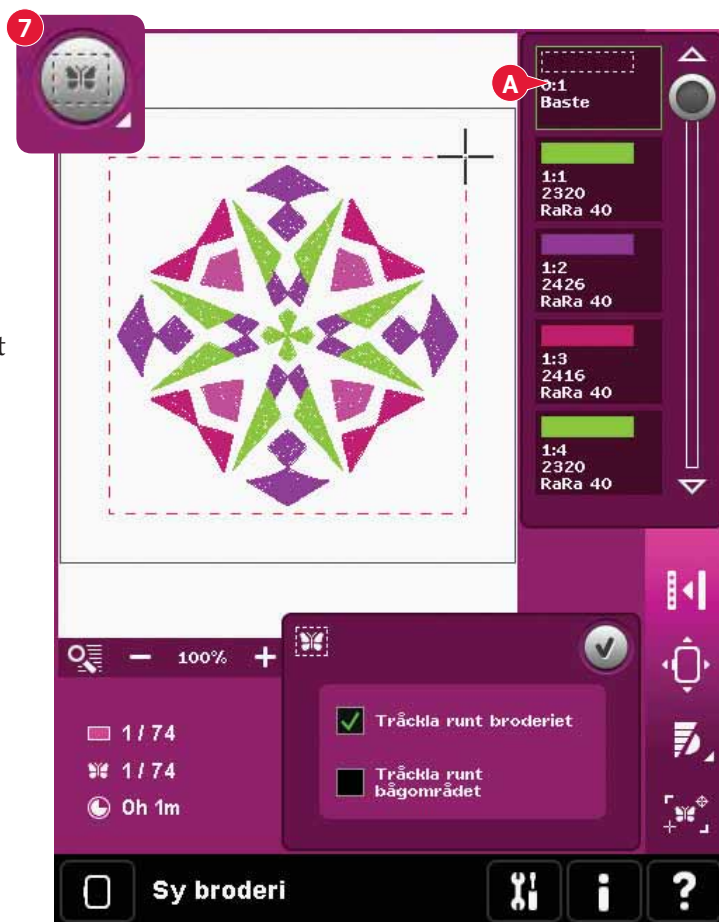 7
A
0:1
Baste
1:1
2320
RaRa 40
1:2
2426
RaRa 40
1:3
2416
RaRa 40
1:4
2320
RaRa 40
t
100%
1 / 74
1 / 74
0h 1m
Tråckla runt broderiet
Tråckla runt
bågområdet
Sy broderi
i
?